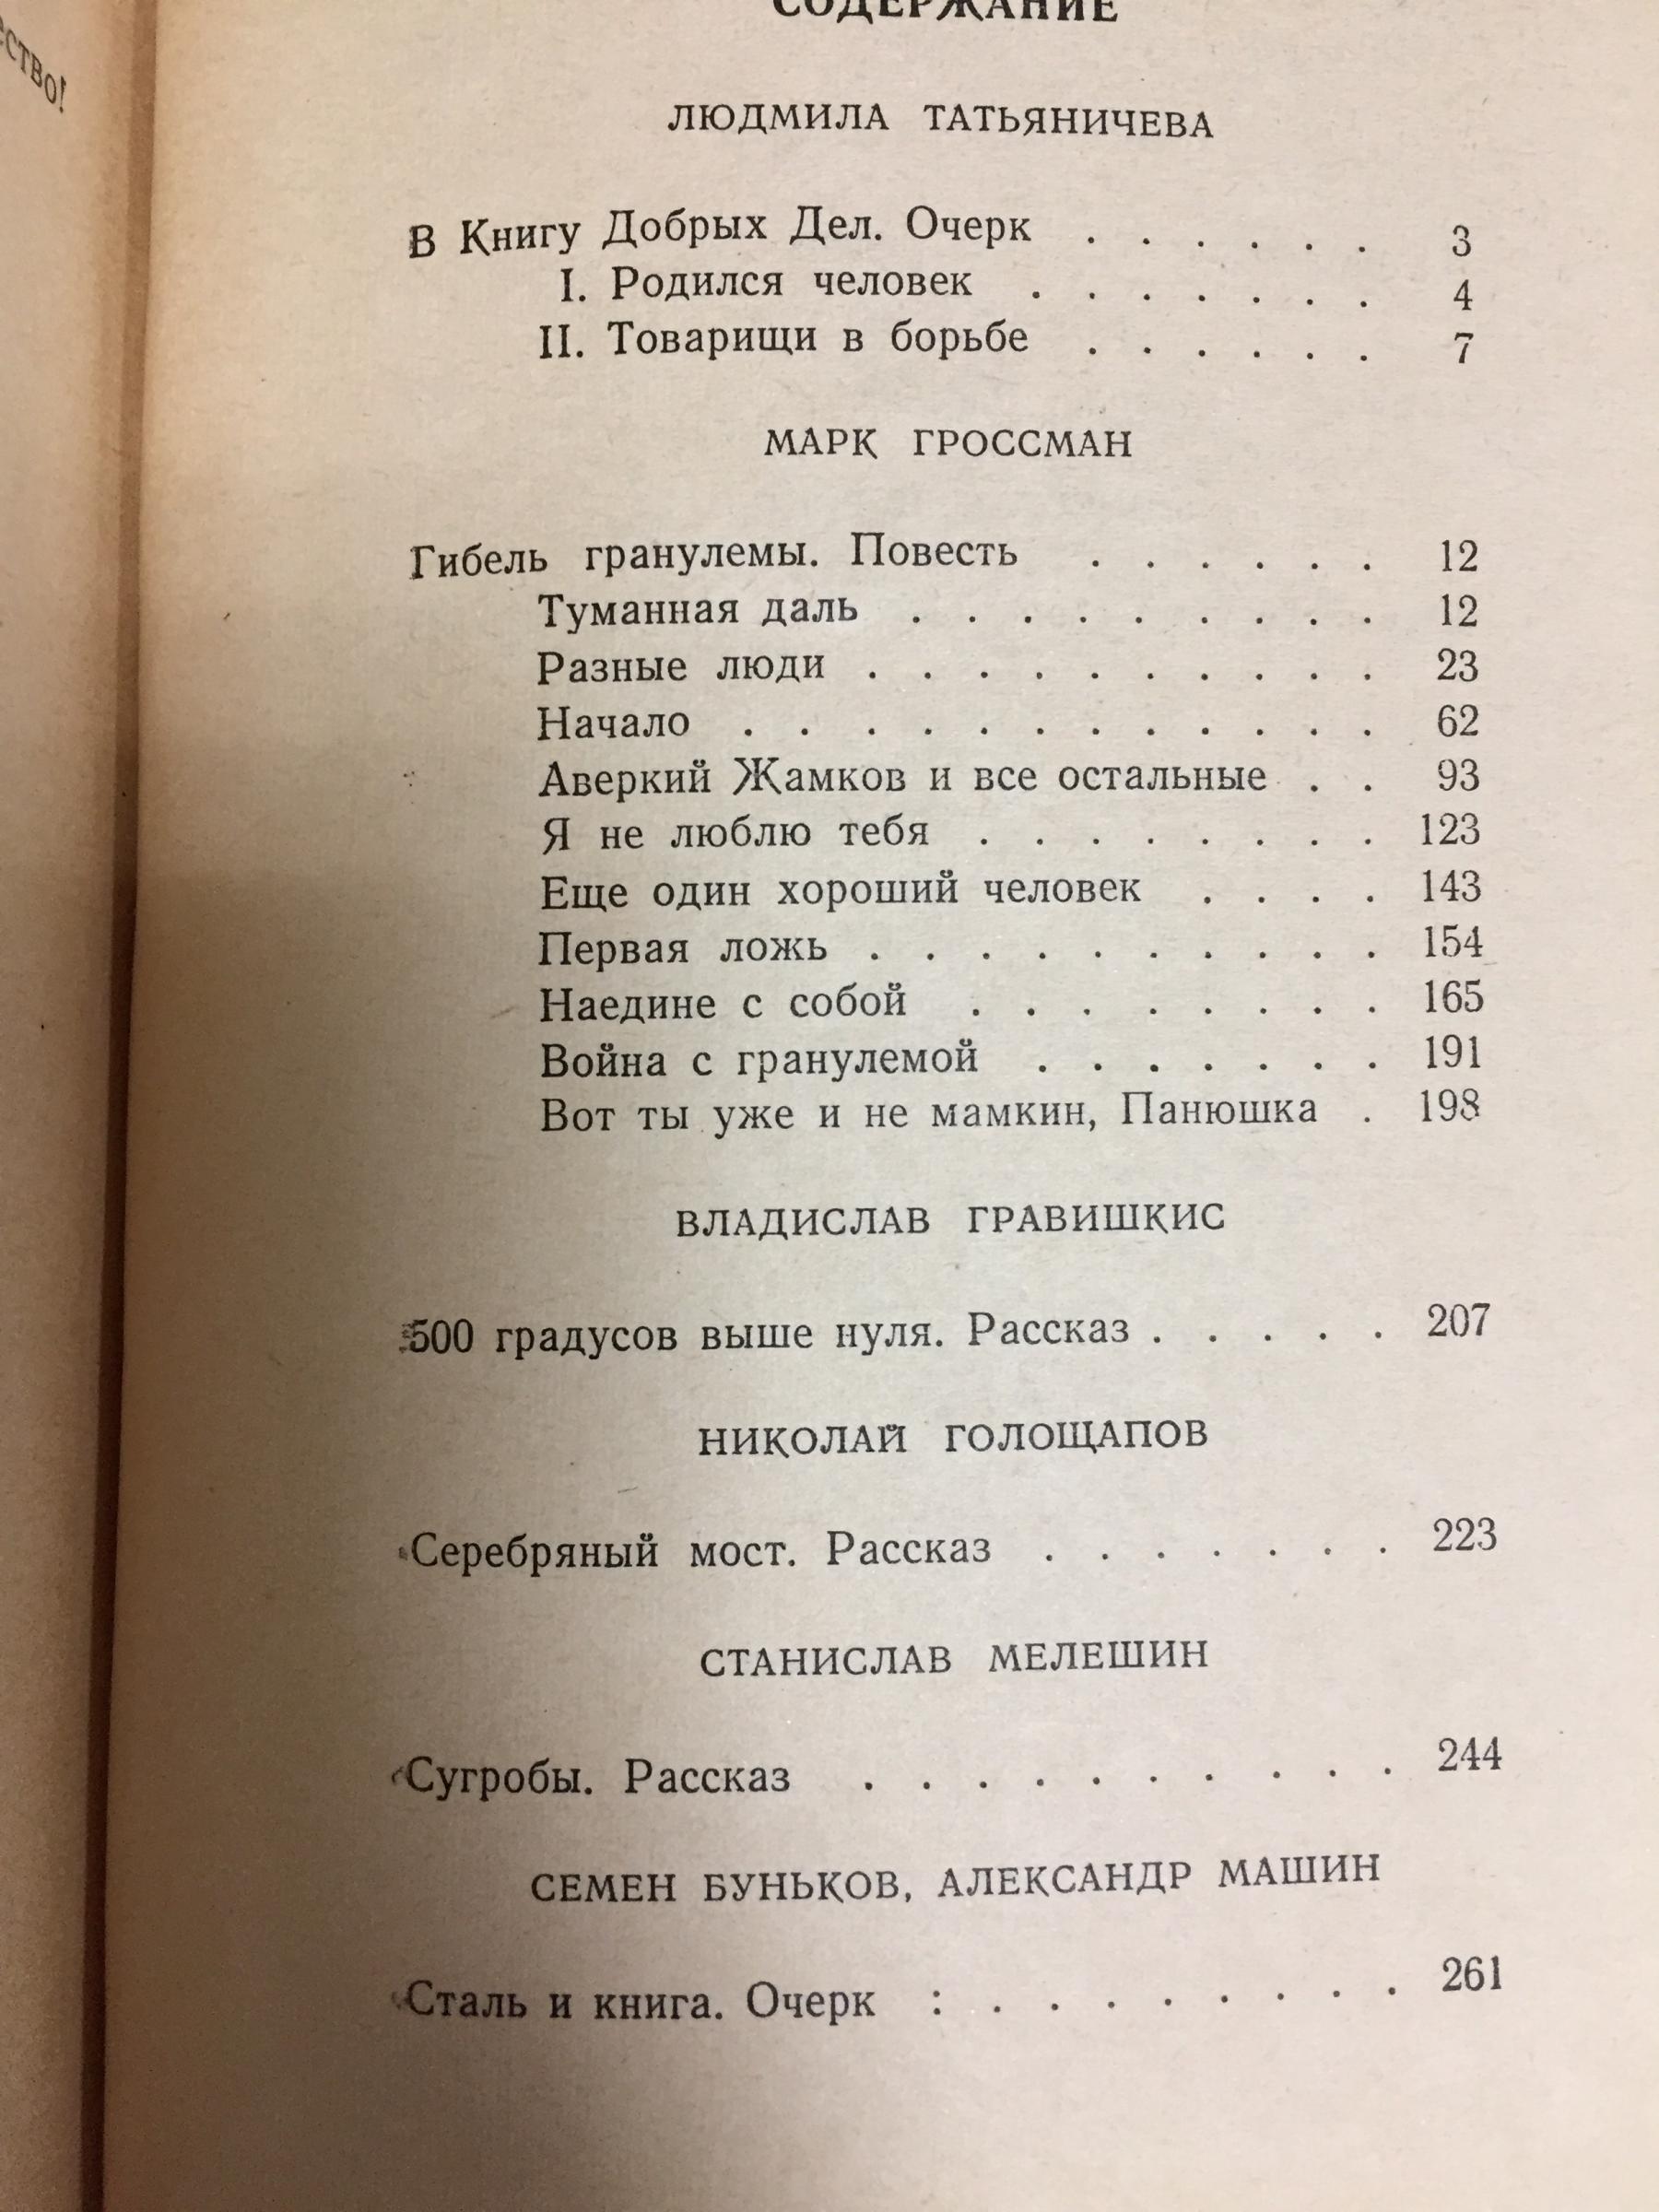 СОДЕРЖАНИЕ
ЛЮДМИЛА ТАТЬЯНИЧЕВА
В Книгу Добрых Дел. Очерк . . . . . . 3
I. Родился человек . . . . . . . 4
II. Товарищи в борьбе . . . . . . 7
МАРК ГРОССМАН
Гибель гранулемы. Повесть . . . . . . 12
Туманная даль . . . . . . . . . 12
Разные люди . . . . . . . . . . 23
Начало . . . . . . . . . . . . 62
Аверкий Жамков и все остальные . . 93
Я не люблю тебя . . . . . . . . 123
Еще один хороший человек . . . . 143
Первая ложь . . . . . . . . . . 154
Наедине с собой . . . . . . . . 165
Война с гранулемой . . . . . . . 191
Вот ты уже и не мамкин, Панюшка . 198
ВЛАДИСЛАВ ГРАВИШКИС
500 градусов выше нуля. Рассказ . . . . . 207
НИКОЛАЙ ГОЛОЩАПОВ
Серебряный мост. Рассказ . . . . . . . 223
СТАНИСЛАВ МЕЛЕШИН
Сугробы. Рассказ . . . . . . . . . . 244
СЕМЕН БУНЬКОВ, АЛЕКСАНДР МАШИН
Сталь и книга. Очерк : . . . . . . . . 261